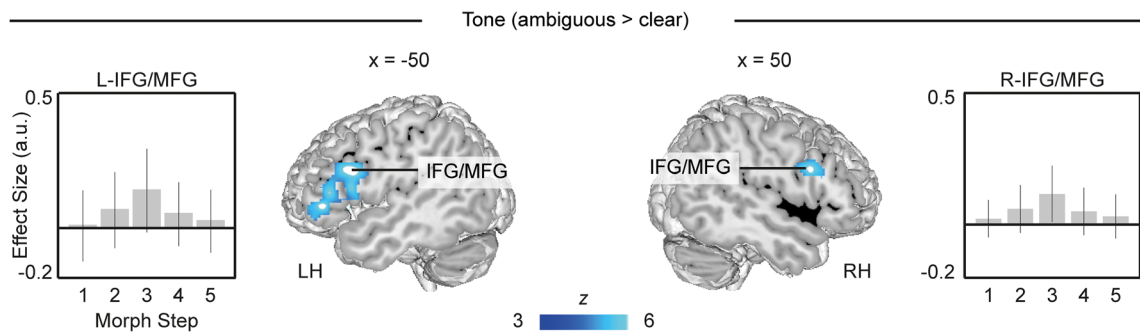 Tone (ambiguous > clear)
x = -50
x = 50
L-IFG/MFG
R-IFG/MFG
0.5
Effect Size (a.u.)
-0.2
1 2 3 4 5
Morph Step
IFG/MFG
LH
IFG/MFG
RH
0.5
-0.2
1 2 3 4 5
z
3 6